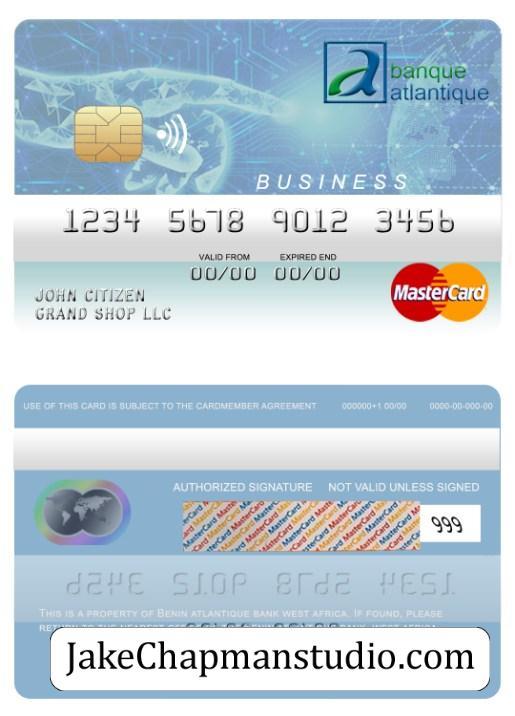 banque
atlantique
BUSINESS
1234 5678 9012 3456
VALID FROM EXPIRED END
00/00 00/00
JOHN CITIZEN
GRAND SHOP LLC
MasterCard
USE OF THIS CARD IS SUBJECT TO THE CARDMEMBER AGREEMENT 000000+1 00/00 0000-00-000-00
AUTHORIZED SIGNATURE NOT VALID UNLESS SIGNED
MasterCard MasterCard MasterCard
999
THIS IS A PROPERTY OF BENIN ATLANTIQUE BANK WEST AFRICA. IF FOUND, PLEASE
RETURN TO THE NEAREST
JakeChapmanstudio.com